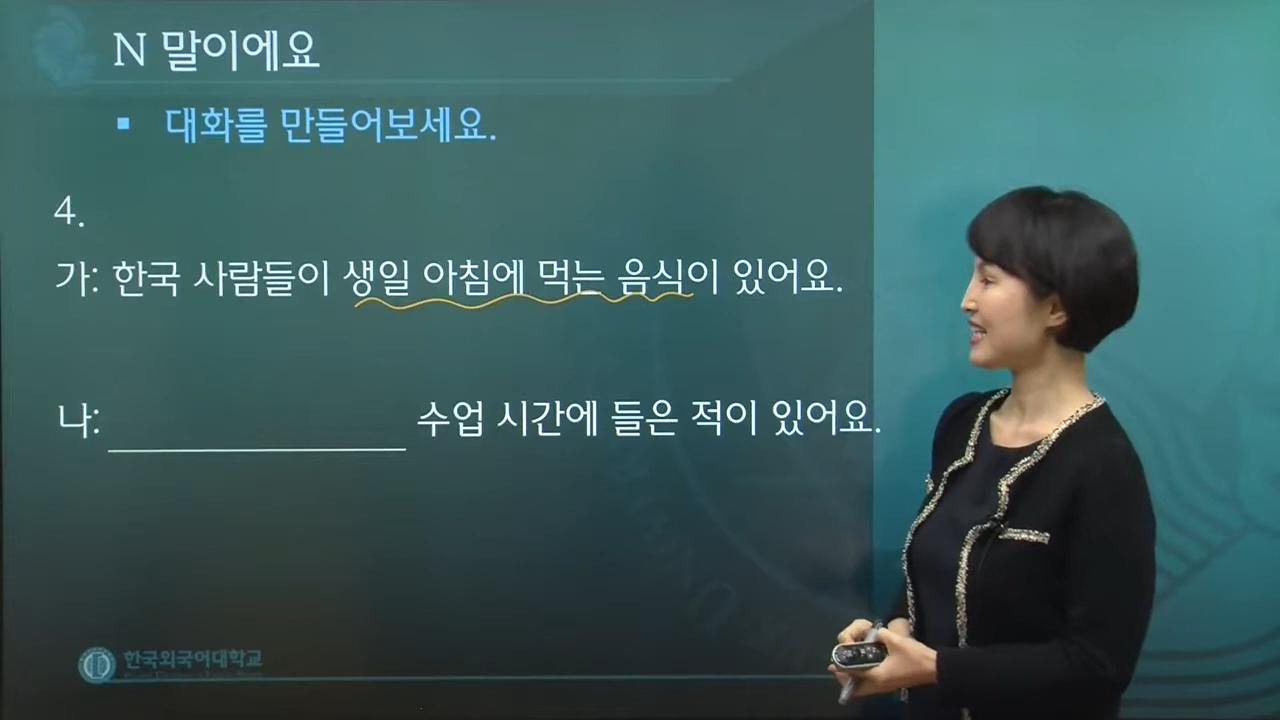 N 말이에요
▪ 대화를 만들어보세요.
4.
가: 한국 사람들이 생일 아침에 먹는 음식이 있어요.
나: ____________ 수업 시간에 들은 적이 있어요.
한국외국어대학교